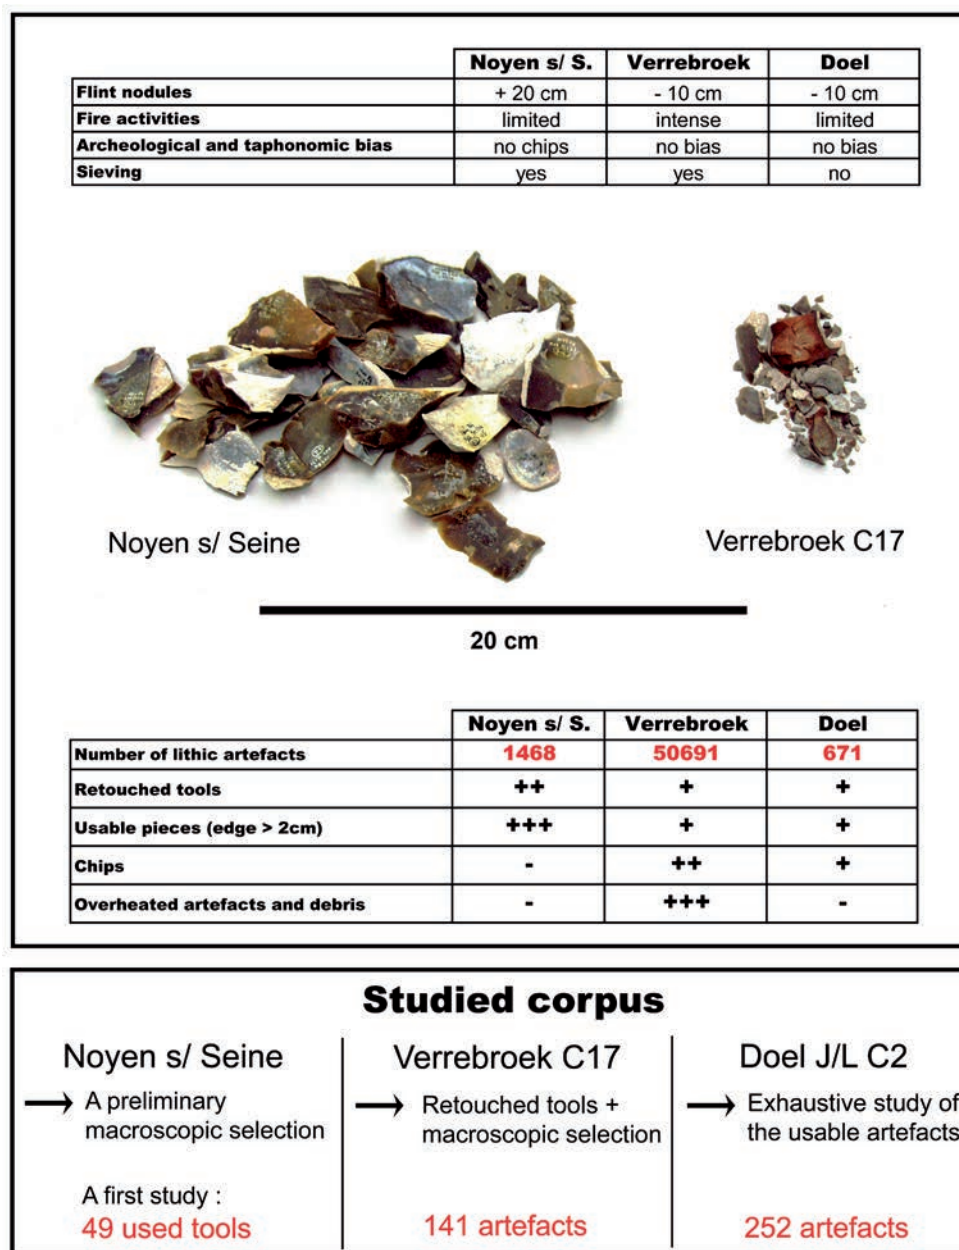 Noyen s/ S. Verrebroek Doel
Flint nodules + 20 cm - 10 cm - 10 cm
Fire activities limited intense limited
Archeological and taphonomic bias no chips no bias no bias
Sieving yes yes no
Noyen s/ Seine Verrebroek C17
20 cm
Noyen s/ S. Verrebroek Doel
Number of lithic artefacts 1468 50691 671
Retouched tools ++ + +
Usable pieces (edge > 2cm) +++ + +
Chips - ++ +
Overheated artefacts and debris - +++ -
Studied corpus
Noyen s/ Seine
A preliminary
macroscopic selection
A first study :
49 used tools
Verrebroek C17
Retouched tools +
macroscopic selection
141 artefacts
Doel J/L C2
Exhaustive study of
the usable artefacts
252 artefacts